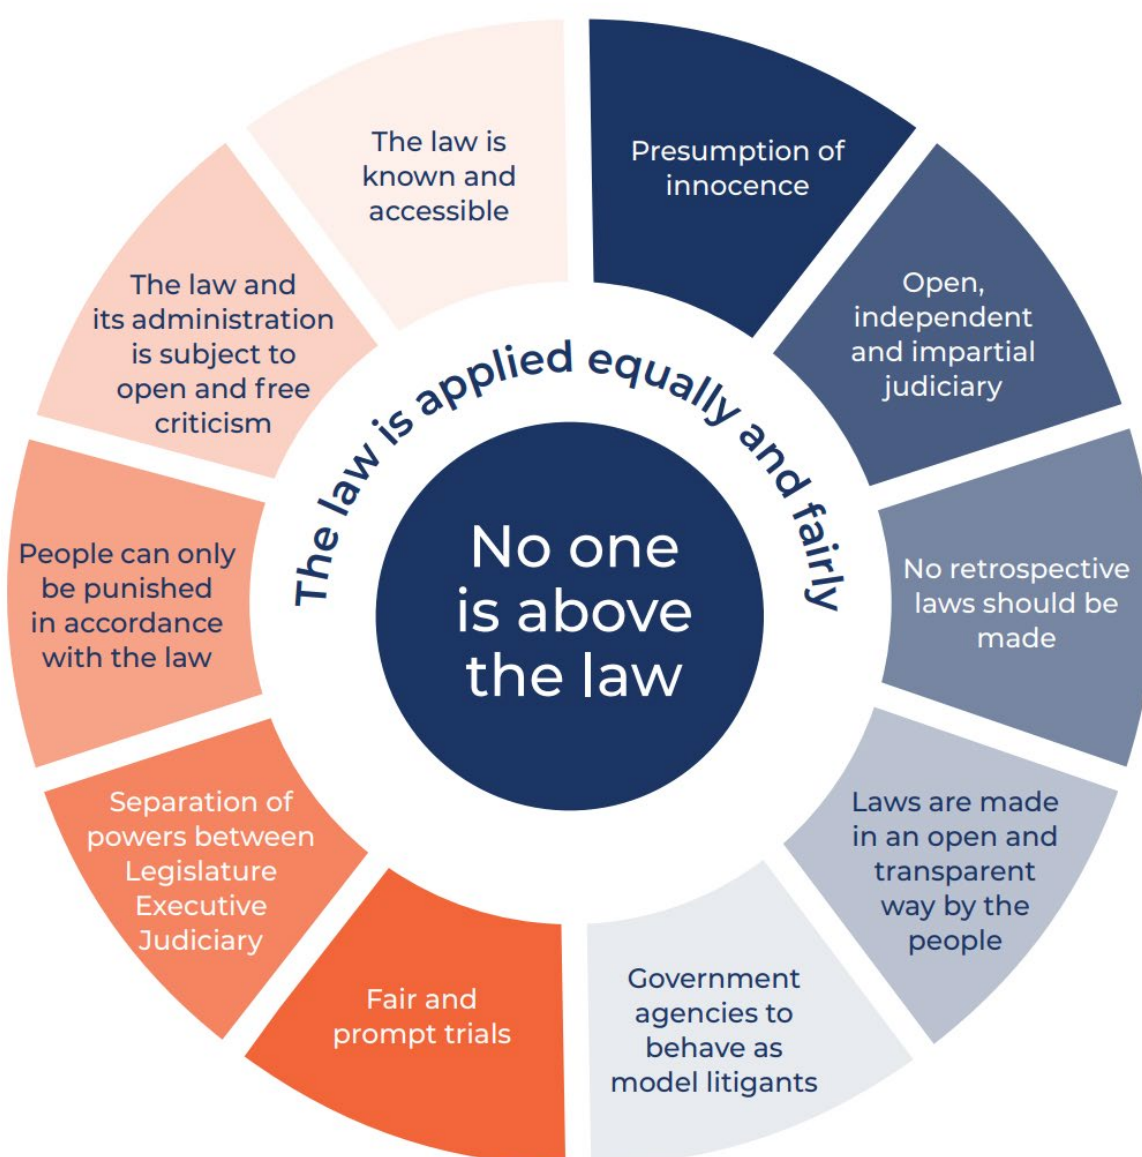 The law is
known and
accessible
Presumption of
innocence
Open,
independent
and impartial
judiciary
No retrospective
laws should be
made
Laws are made
in an open and
transparent
way by the
people
Government
agencies to
behave as
model litigants
Fair and
prompt trials
Separation of
powers between
Legislature
Executive
Judiciary
People can only
be punished
in accordance
with the law
The law and
its administration
is subject to
open and free
criticism
The law is applied equally and fairly
No one
is above
the law